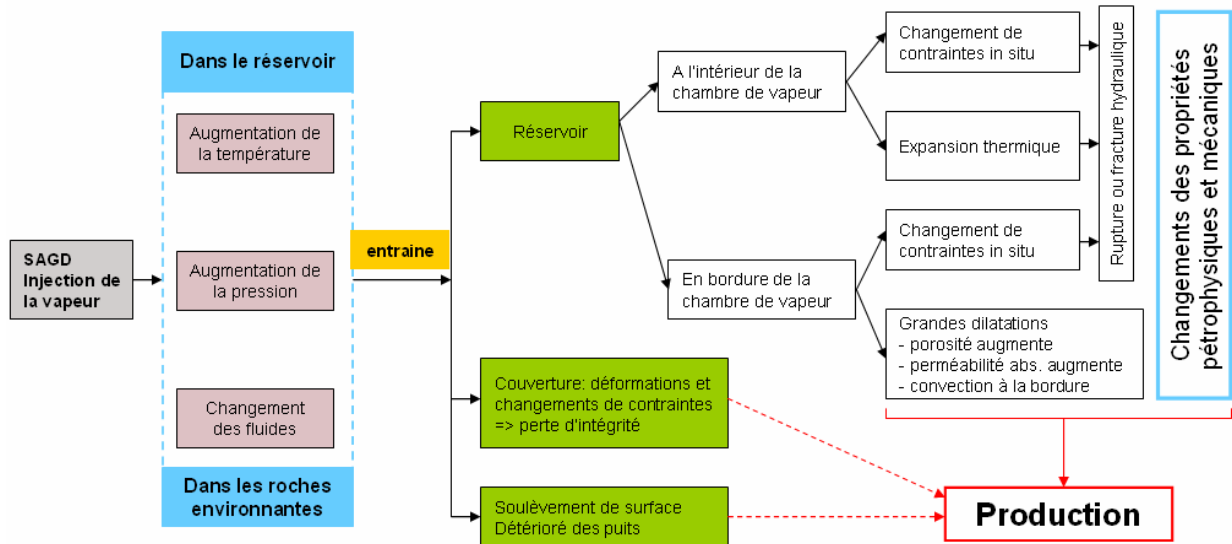 SAGD
Injection de
la vapeur
Dans le réservoir
Augmentation de
la température
Augmentation de
la pression
Changement
des fluides
Dans les roches
environnantes
entraine
Réservoir
Couverture: déformations et
changements de contraintes
=> perte d'intégrité
Soulèvement de surface
Détérioré des puits
A l'intérieur de la
chambre de vapeur
En bordure de la
chambre de vapeur
Changement de
contraintes in situ
Expansion thermique
Changement de
contraintes in situ
Grandes dilatations
- porosité augmente
- perméabilité abs. augmente
- convection à la bordure
Rupture ou fracture hydraulique
Changements des propriétés
pétrophysiques et mécaniques
Production